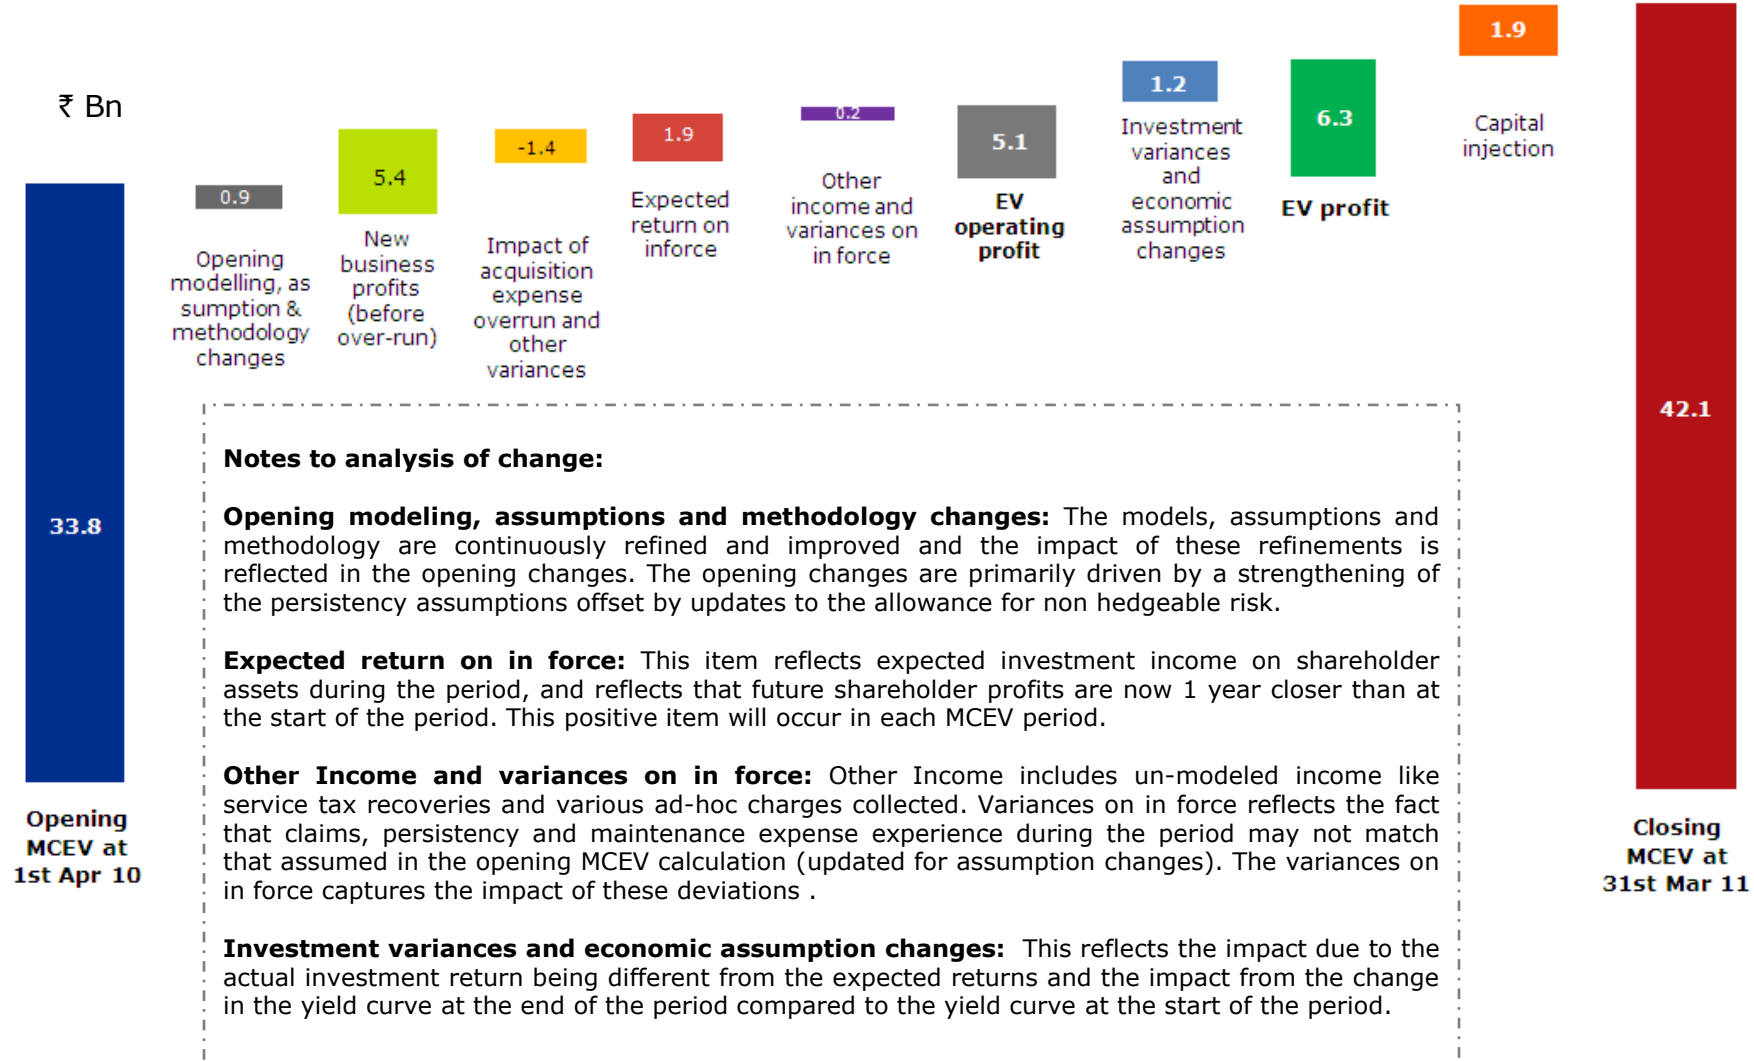 ₹ Bn
33.8
Opening
MCEV at
1st Apr 10
0.9
Opening
modelling, as
sumption &
methodology
changes
5.4
New
business
profits
(before
over-run)
-1.4
Impact of
acquisition
expense
overrun and
other
variances
1.9
Expected
return on
inforce
0.2
Other
income and
variances on
in force
5.1
EV
operating
profit
1.2
Investment
variances
and
economic
assumption
changes
6.3
EV profit
1.9
Capital
injection
42.1
Closing
MCEV at
31st Mar 11
Notes to analysis of change:
Opening modeling, assumptions and methodology changes: The models, assumptions and
methodology are continuously refined and improved and the impact of these refinements is
reflected in the opening changes. The opening changes are primarily driven by a strengthening of
the persistency assumptions offset by updates to the allowance for non hedgeable risk.
Expected return on in force: This item reflects expected investment income on shareholder
assets during the period, and reflects that future shareholder profits are now 1 year closer than at
the start of the period. This positive item will occur in each MCEV period.
Other Income and variances on in force: Other Income includes un-modeled income like
service tax recoveries and various ad-hoc charges collected. Variances on in force reflects the fact
that claims, persistency and maintenance expense experience during the period may not match
that assumed in the opening MCEV calculation (updated for assumption changes). The variances on
in force captures the impact of these deviations .
Investment variances and economic assumption changes: This reflects the impact due to the
actual investment return being different from the expected returns and the impact from the change
in the yield curve at the end of the period compared to the yield curve at the start of the period.